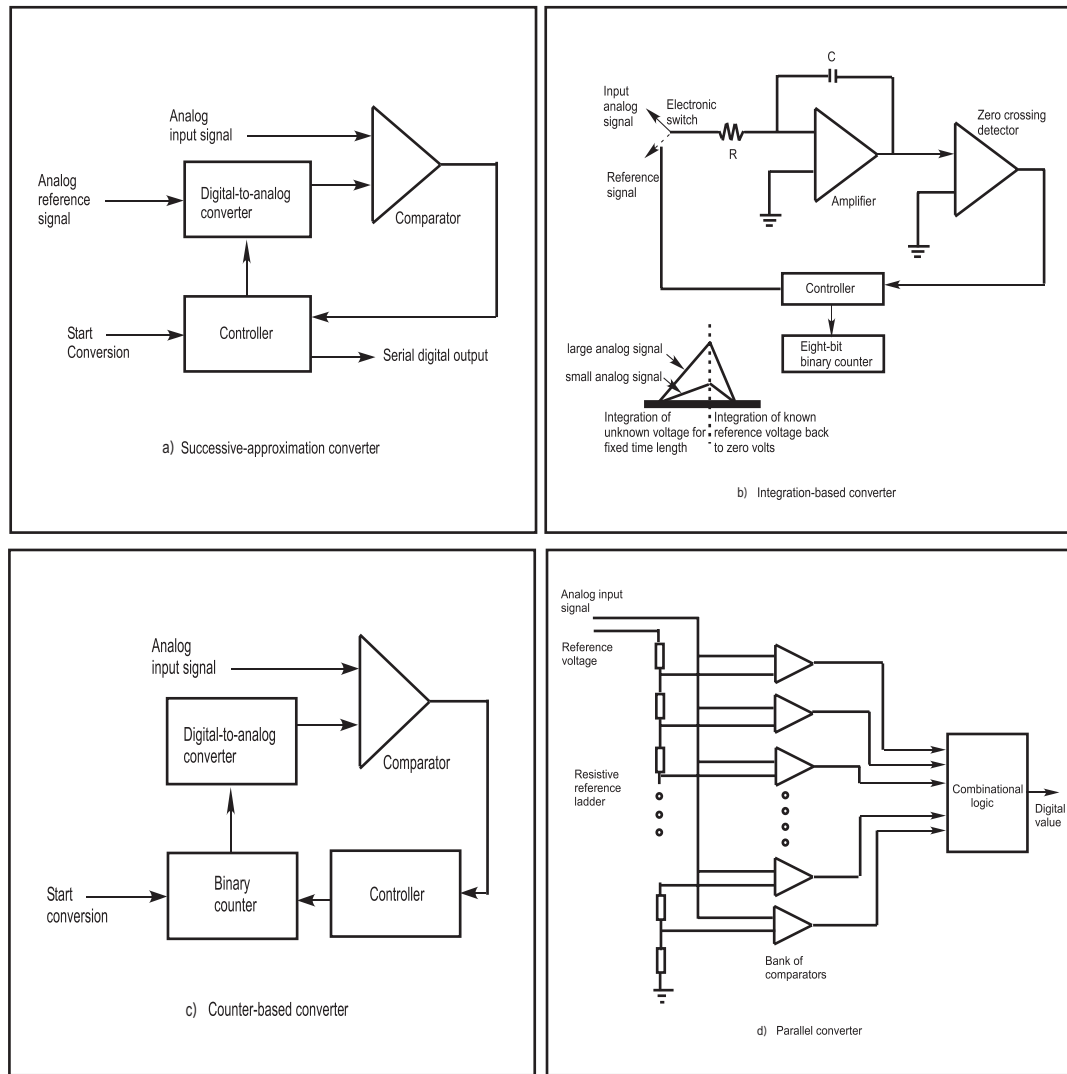 Analog
input signal
Analog
reference
signal
Digital-to-analog
converter
Comparator
Start
Conversion
Controller
Serial digital output
a) Successive-approximation converter
C
Input
analog
signal
Electronic
switch
Zero crossing
detector
R
Reference
signal
Amplifier
Controller
Eight-bit
binary counter
large analog signal
small analog signal
Integration of
unknown voltage for
fixed time length
Integration of known
reference voltage back
to zero volts
b) Integration-based converter
Analog
input signal
Digital-to-analog
converter
Comparator
Start
conversion
Binary
counter
Controller
c) Counter-based converter
Analog input
signal
Reference
voltage
Resistive
reference
ladder
Combinational
logic
Digital
value
Bank of
comparators
d) Parallel converter